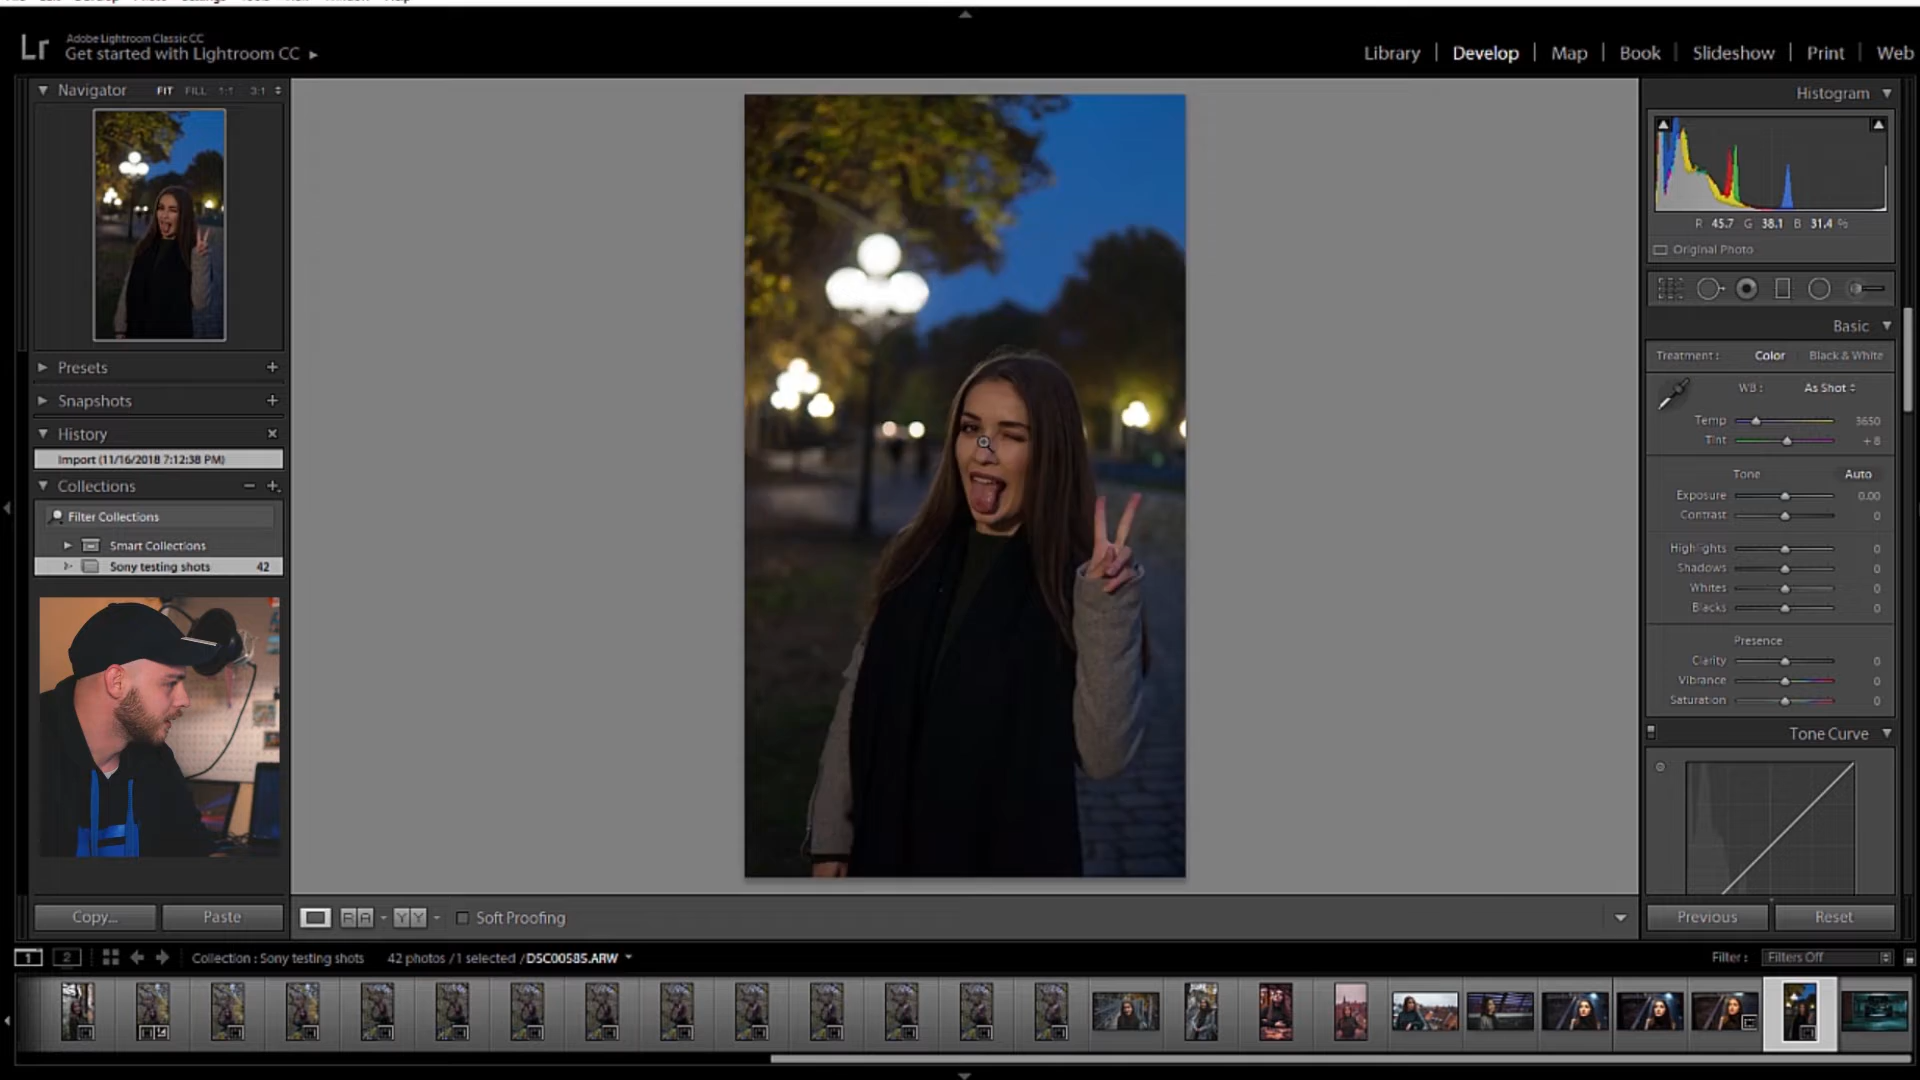 Lr
Adobe Lightroom Classic CC
Get started with Lightroom CC ▸
Library | Develop | Map | Book | Slideshow | Print | Web
Navigator FIT FILL 1:1 3:1
Presets +
Snapshots +
History ×
Import (11/16/2018 7:12:38 PM)
Collections − +
Filter Collections
Smart Collections
Sony testing shots 42
Copy... Paste
Soft Proofing
Histogram
R 45.7 G 38.1 B 31.4 %
Original Photo
Basic
Treatment: Color Black & White
WB: As Shot
Temp 3650
Tint +8
Tone Auto
Exposure 0.00
Contrast 0
Highlights 0
Shadows 0
Whites 0
Blacks 0
Presence
Clarity 0
Vibrance 0
Saturation 0
Tone Curve
Previous Reset
1 2 Collection : Sony testing shots 42 photos / 1 selected / DSC00585.ARW
Filter : Filters Off